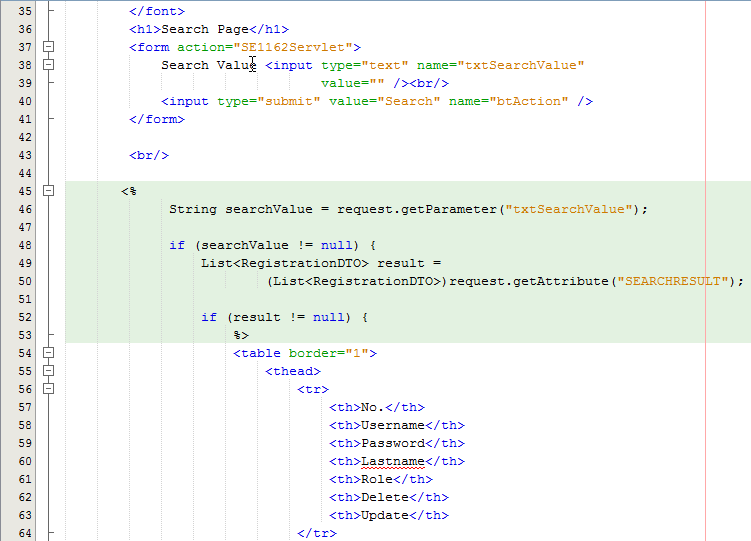 35 </font>
36 <h1>Search Page</h1>
37 <form action="SE1162Servlet">
38 Search Value <input type="text" name="txtSearchValue"
39 value="" /><br/>
40 <input type="submit" value="Search" name="btAction" />
41 </form>
42
43 <br/>
44
45 <%
46 String searchValue = request.getParameter("txtSearchValue");
47
48 if (searchValue != null) {
49 List<RegistrationDTO> result =
50 (List<RegistrationDTO>)request.getAttribute("SEARCHRESULT");
51
52 if (result != null) {
53 %>
54 <table border="1">
55 <thead>
56 <tr>
57 <th>No.</th>
58 <th>Username</th>
59 <th>Password</th>
60 <th>Lastname</th>
61 <th>Role</th>
62 <th>Delete</th>
63 <th>Update</th>
64 </tr>